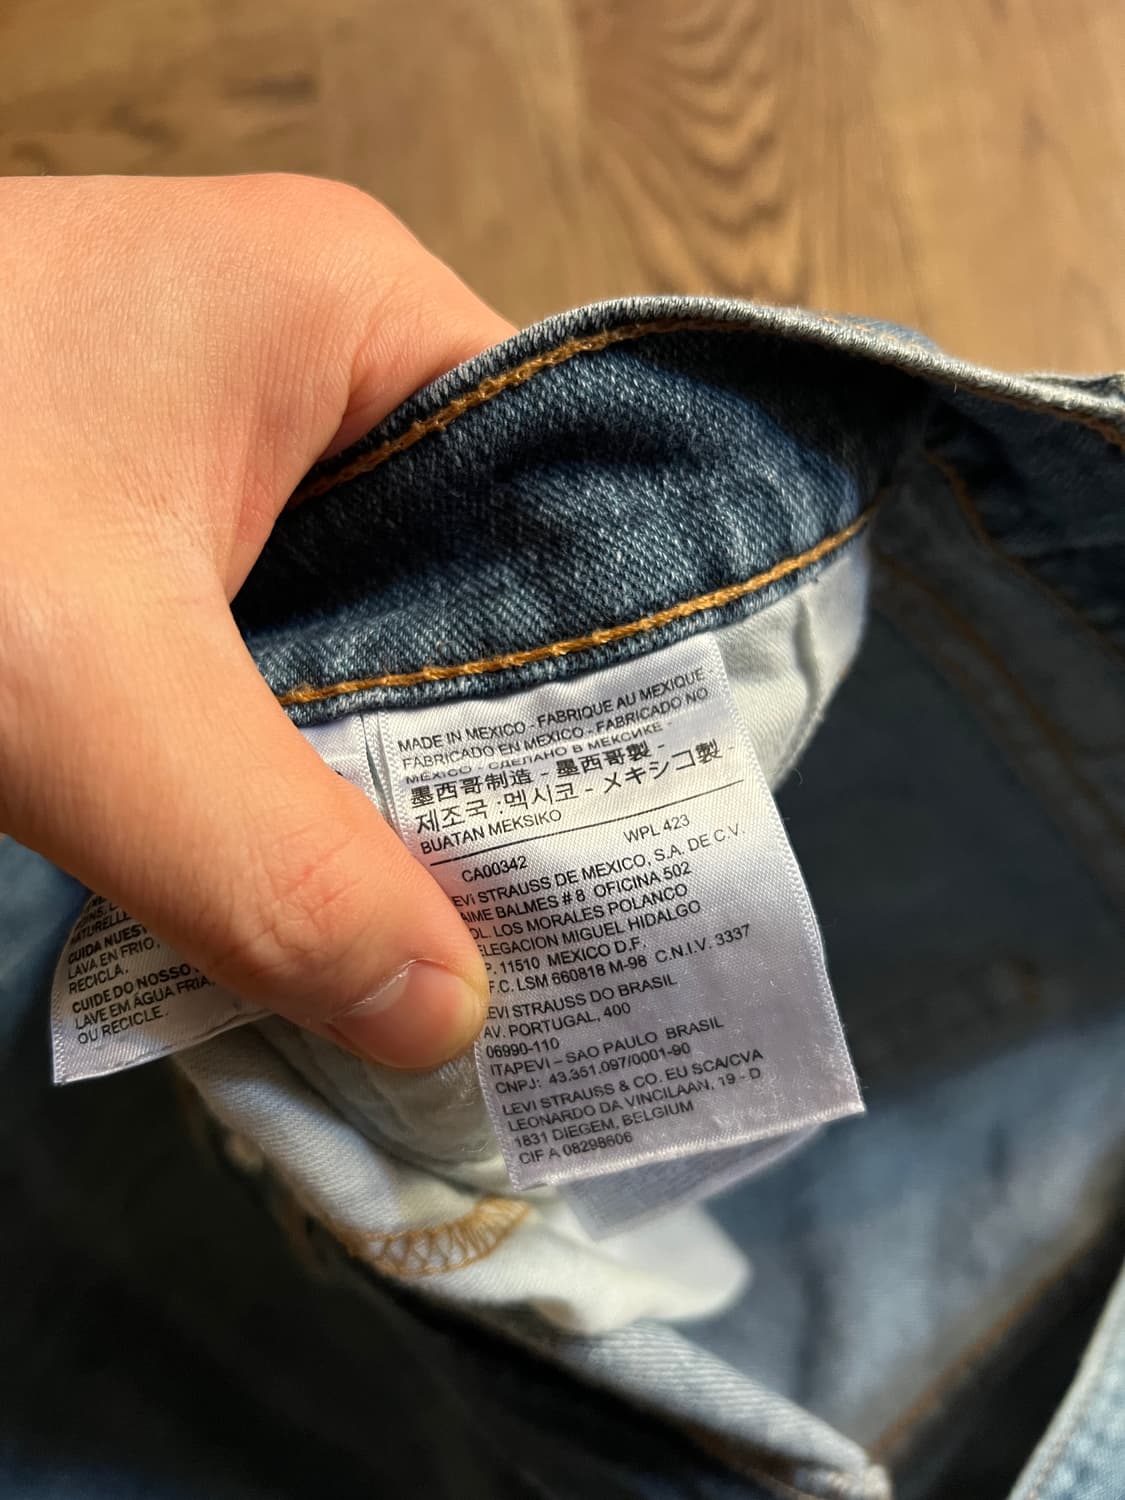 MADE IN MEXICO - FABRIQUE AU MEXIQUE
FABRICADO EN MEXICO - FABRICADO NO
MÉXICO - СДЕЛАНО В МЕКСИКЕ -
墨西哥制造 - 墨西哥製 -
제조국 :멕시코 - メキシコ製 -
BUATAN MEKSIKO
WPL 423
CA00342
EVI STRAUSS DE MEXICO, S.A. DE C.V.
AIME BALMES # 8 OFICINA 502
OL. LOS MORALES POLANCO
ELEGACION MIGUEL HIDALGO
P. 11510 MEXICO D.F.
F.C. LSM 660818 M-98 C.N.I.V. 3337
EVI STRAUSS DO BRASIL
AV. PORTUGAL, 400
06990-110
ITAPEVI – SAO PAULO BRASIL
CNPJ: 43.351.097/0001-90
LEVI STRAUSS & CO. EU SCA/CVA
LEONARDO DA VINCILAAN, 19 - D
1831 DIEGEM, BELGIUM
CIF A 08298606
NATURELLE
CUIDA NUES
LAVA EN FRIO.
RECICLA.
CUIDE DO NOSSO
LAVE EM ÁGUA FRIA.
OU RECICLE.